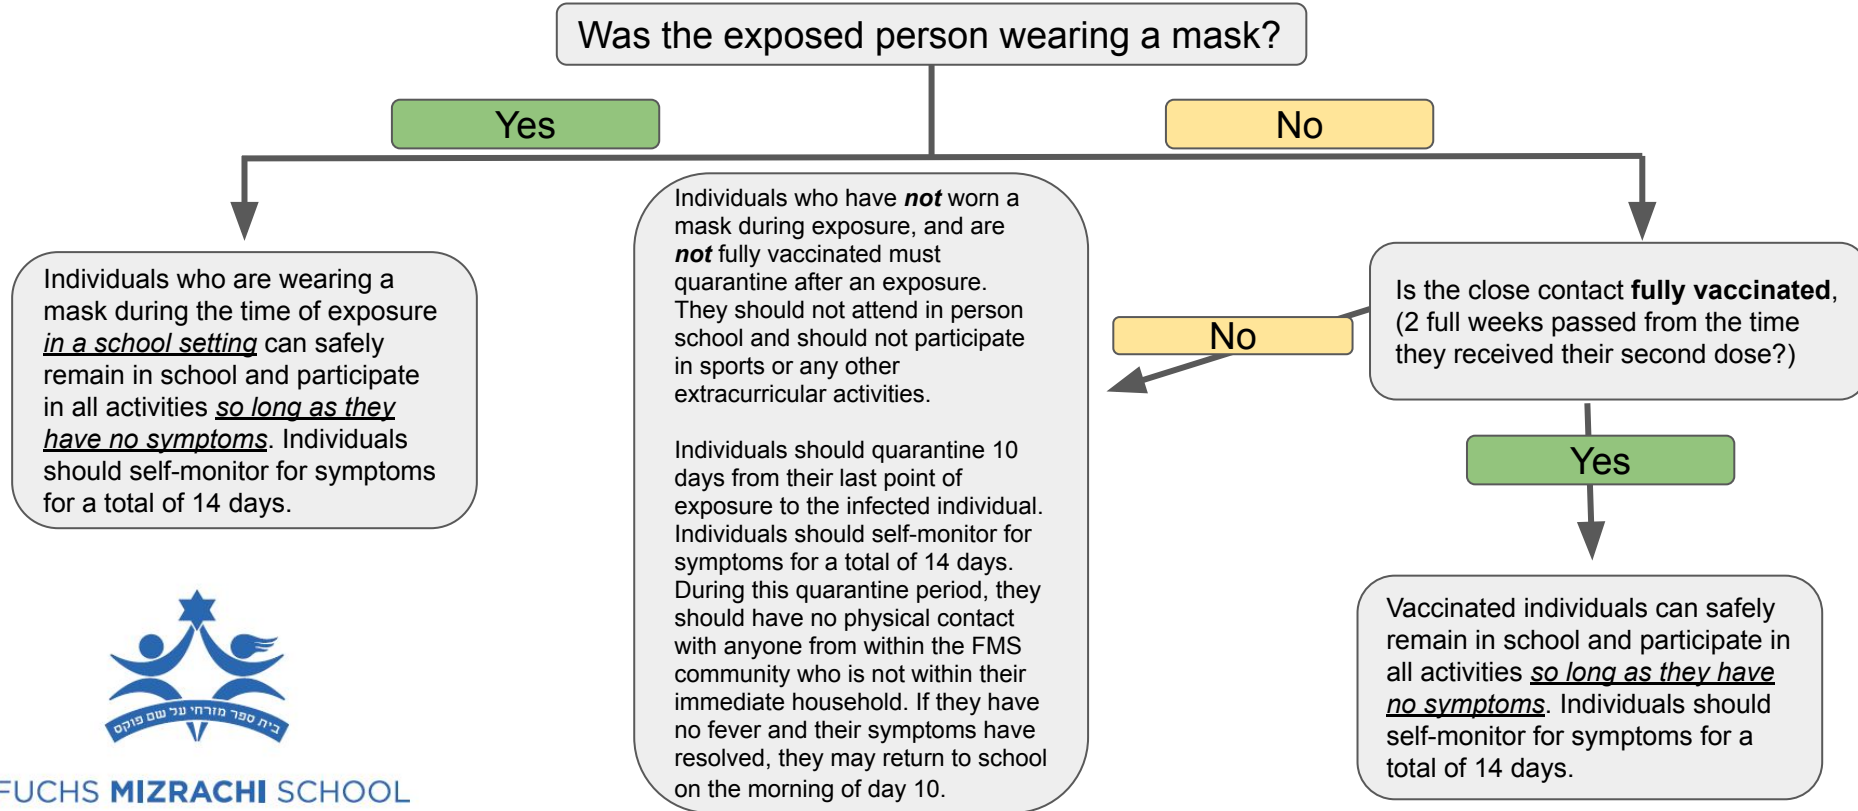 Was the exposed person wearing a mask?
Yes
No
Individuals who are wearing a
mask during the time of exposure
in a school setting can safely
remain in school and participate
in all activities so long as they
have no symptoms. Individuals
should self-monitor for symptoms
for a total of 14 days.
Individuals who have not worn a
mask during exposure, and are
not fully vaccinated must
quarantine after an exposure.
They should not attend in person
school and should not participate
in sports or any other
extracurricular activities.
Individuals should quarantine 10
days from their last point of
exposure to the infected individual.
Individuals should self-monitor for
symptoms for a total of 14 days.
During this quarantine period, they
should have no physical contact
with anyone from within the FMS
community who is not within their
immediate household. If they have
no fever and their symptoms have
resolved, they may return to school
on the morning of day 10.
No
Is the close contact fully vaccinated,
(2 full weeks passed from the time
they received their second dose?)
Yes
Vaccinated individuals can safely
remain in school and participate in
all activities so long as they have
no symptoms. Individuals should
self-monitor for symptoms for a
total of 14 days.
בית ספר מזרחי על שם פוקס
FUCHS MIZRACHI SCHOOL